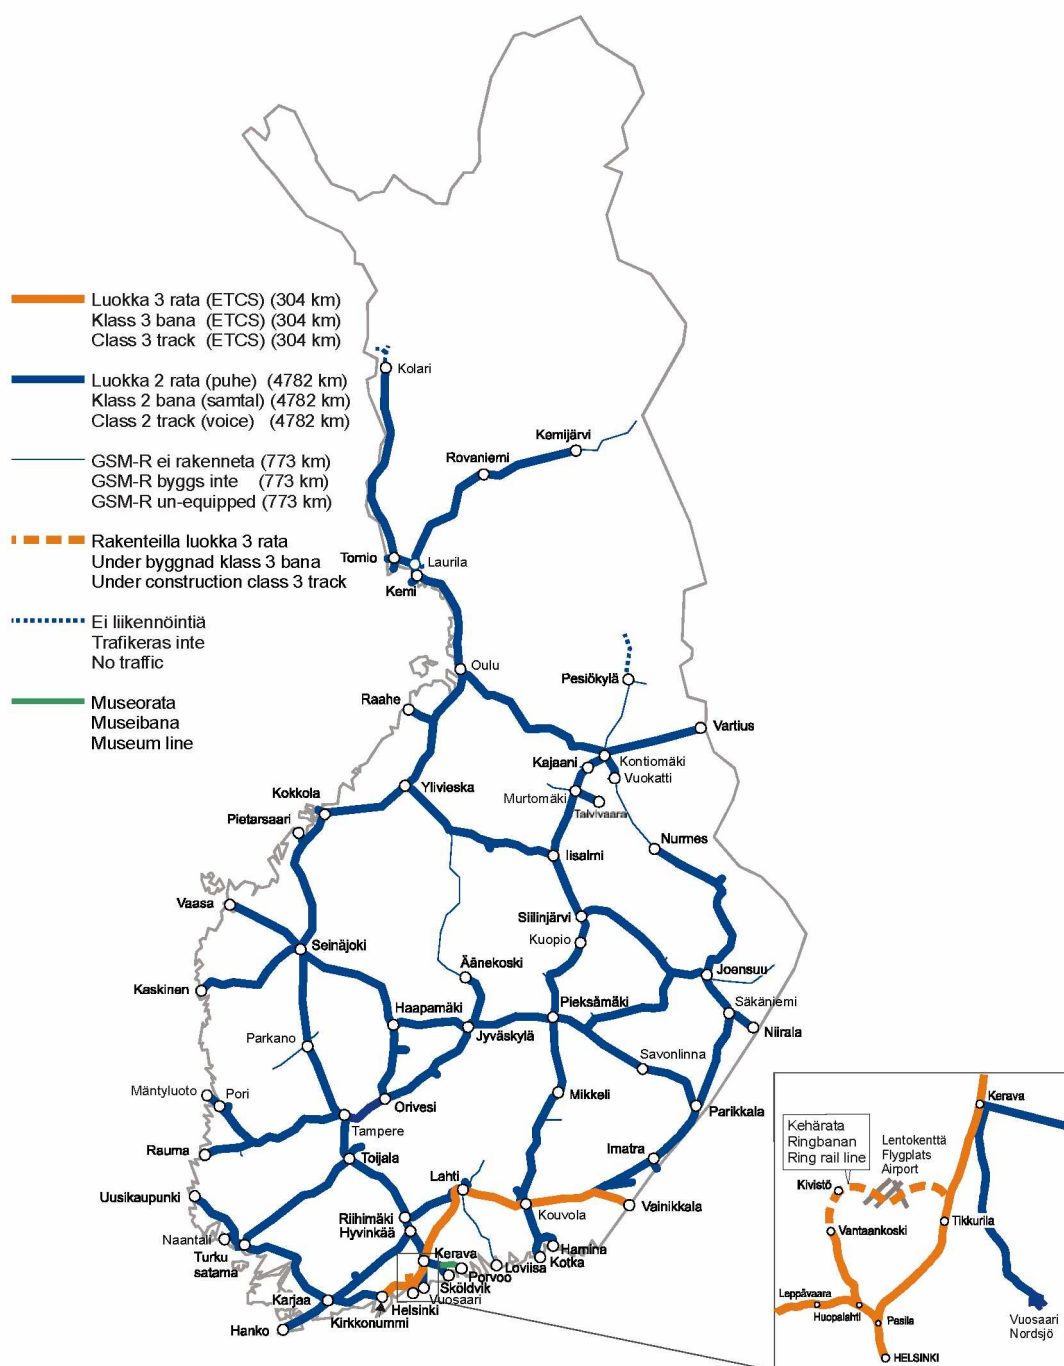 Luokka 3 rata (ETCS) (304 km)
Klass 3 bana (ETCS) (304 km)
Class 3 track (ETCS) (304 km)
Luokka 2 rata (puhe) (4782 km)
Klass 2 bana (samtal) (4782 km)
Class 2 track (voice) (4782 km)
GSM-R ei rakenneta (773 km)
GSM-R byggs inte (773 km)
GSM-R un-equipped (773 km)
Rakenteilla luokka 3 rata
Under byggnad klass 3 bana
Under construction class 3 track
Ei liikennöintiä
Trafikeras inte
No traffic
Museorata
Museibana
Museum line
Kolari
Kemijärvi
Rovaniemi
Tornio
Laurila
Kemi
Oulu
Pesiökylä
Raahe
Vartius
Kontiomäki
Kajaani
Vuokatti
Ylivieska
Murtomäki
Kokkola
Talvivaara
Pietarsaari
Nurmes
Iisalmi
Vaasa
Siilinjärvi
Kuopio
Seinäjoki
Äänekoski
Joensuu
Kaskinen
Haapamäki
Pieksämäki
Säkäniemi
Jyväskylä
Niirala
Parkano
Savonlinna
Mäntyluoto
Pori
Mikkeli
Orivesi
Parikkala
Tampere
Rauma
Toijala
Imatra
Lahti
Uusikaupunki
Vainikkala
Kouvola
Riihimäki
Hyvinkää
Naantali
Turku
satama
Hamina
Kerava
Kotka
Loviisa
Porvoo
Sköldvik
Vuosaari
Karjaa
Helsinki
Kirkkonummi
Hanko
Kerava
Kehärata
Ringbanan
Ring rail line
Lentokenttä
Flygplats
Airport
Kivistö
Tikkurila
Vantaankoski
Leppävaara
Huopalahti
Pasila
Vuosaari
Nordsjö
HELSINKI